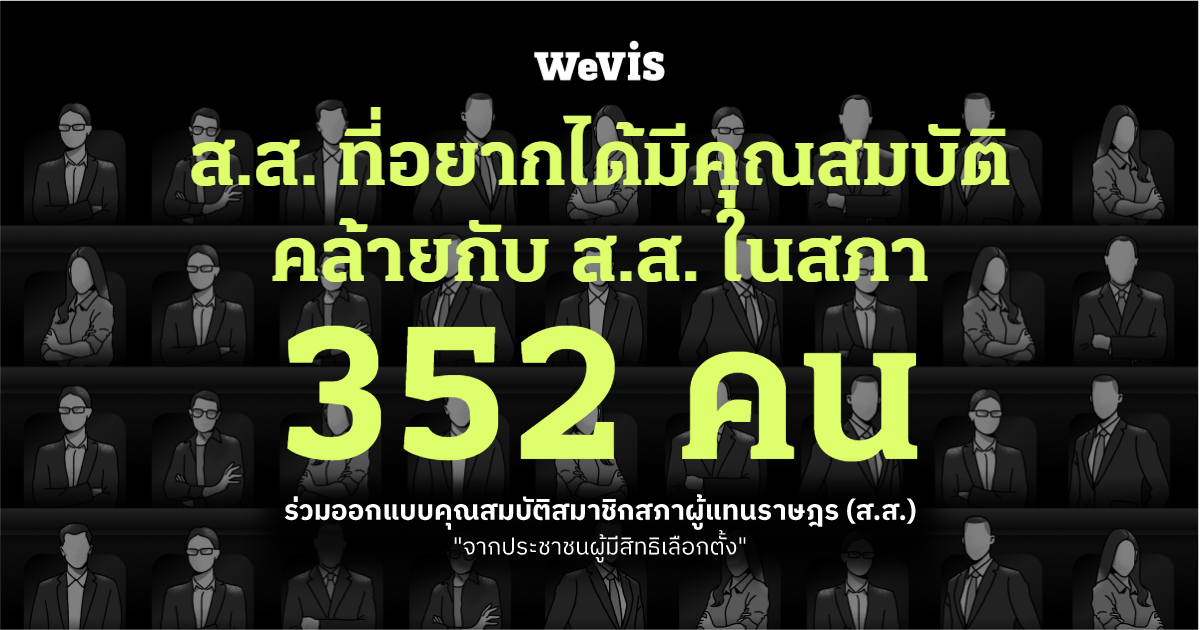 WeVIS
ส.ส. ที่อยากได้มีคุณสมบัติ
คล้ายกับ ส.ส. ในสภา
352 คน
ร่วมออกแบบคุณสมบัติสมาชิกสภาผู้แทนราษฎร (ส.ส.)
"จากประชาชนผู้มีสิทธิเลือกตั้ง"